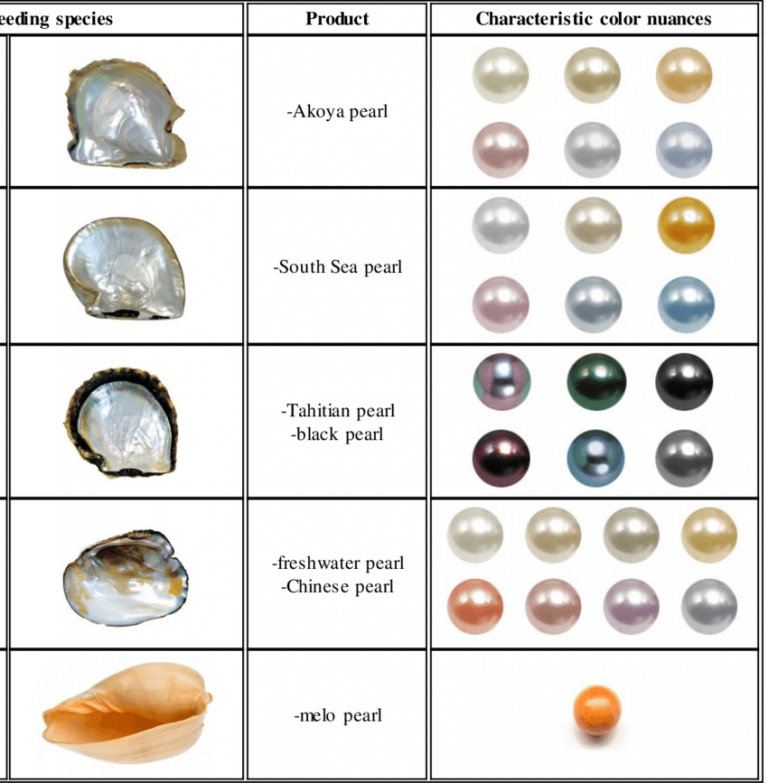 species
Product
Characteristic color nuances
-Akoya pearl
-South Sea pearl
-Tahitian pearl
-black pearl
-freshwater pearl
-Chinese pearl
-melo pearl